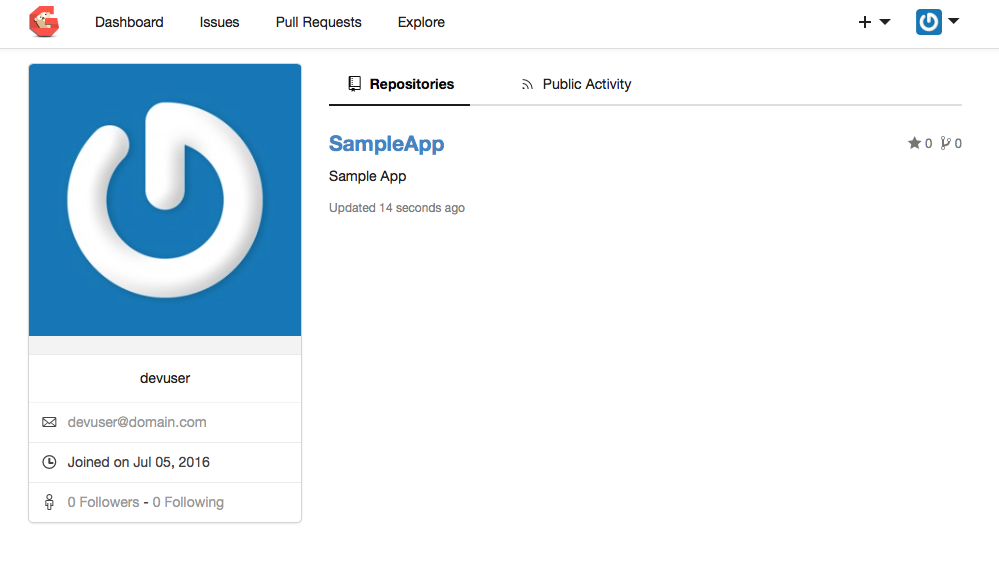 Dashboard Issues Pull Requests Explore
Repositories Public Activity
SampleApp 0 0
Sample App
Updated 14 seconds ago
devuser
devuser@domain.com
Joined on Jul 05, 2016
0 Followers - 0 Following